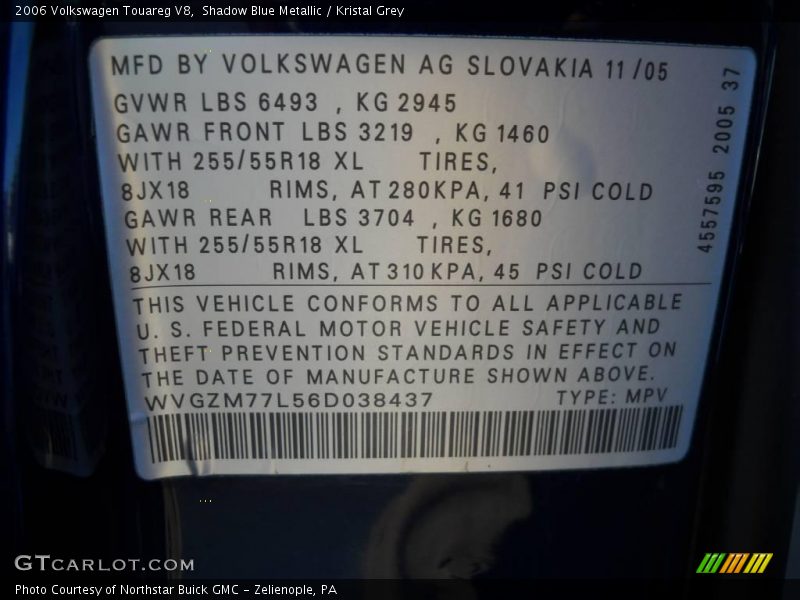 2006 Volkswagen Touareg V8,  Shadow Blue Metallic / Kristal Grey
MFD BY VOLKSWAGEN AG SLOVAKIA 11/05
GVWR LBS 6493 , KG 2945
GAWR FRONT LBS 3219 , KG 1460
WITH 255/55R18 XL TIRES,
8JX18 RIMS, AT 280KPA, 41 PSI COLD
GAWR REAR LBS 3704 , KG 1680
WITH 255/55R18 XL TIRES,
8JX18 RIMS, AT 310 KPA, 45 PSI COLD
THIS VEHICLE CONFORMS TO ALL APPLICABLE
U. S. FEDERAL MOTOR VEHICLE SAFETY AND
THEFT PREVENTION STANDARDS IN EFFECT ON
THE DATE OF MANUFACTURE SHOWN ABOVE.
WVGZM77L56D038437 TYPE: MPV
4557595 2005 37
GTCARLOT.COM
Photo Courtesy of Northstar Buick GMC - Zelienople, PA